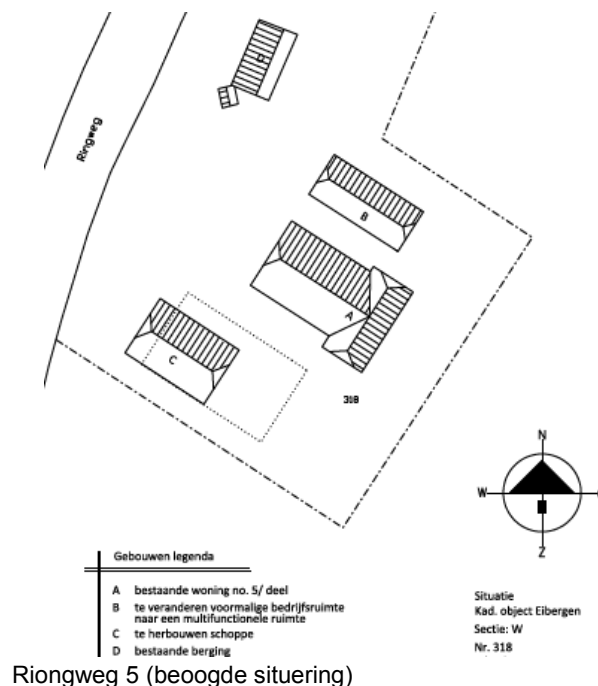 D
Ringweg
B
A
C
318
N
W
Z
Gebouwen legenda
A bestaande woning no. 5/ deel
B te veranderen voormalige bedrijfsruimte
naar een multifunctionele ruimte
C te herbouwen schoppe
D bestaande berging
Situatie
Kad. object Eibergen
Sectie: W
Nr. 318
Riongweg 5 (beoogde situering)